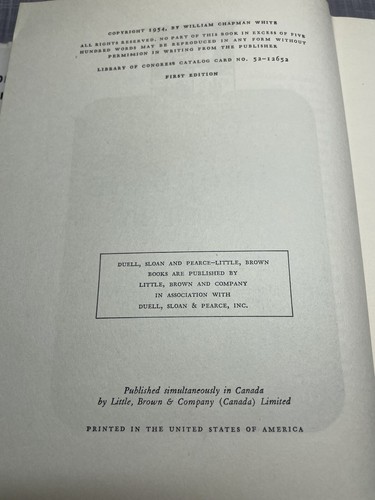 COPYRIGHT 1954, BY WILLIAM CHAPMAN WHITE
ALL RIGHTS RESERVED. NO PART OF THIS BOOK IN EXCESS OF FIVE
HUNDRED WORDS MAY BE REPRODUCED IN ANY FORM WITHOUT
PERMISSION IN WRITING FROM THE PUBLISHER
LIBRARY OF CONGRESS CATALOG CARD NO. 52-12652
FIRST EDITION
DUELL, SLOAN AND PEARCE–LITTLE, BROWN
BOOKS ARE PUBLISHED BY
LITTLE, BROWN AND COMPANY
IN ASSOCIATION WITH
DUELL, SLOAN & PEARCE, INC.
Published simultaneously in Canada
by Little, Brown & Company (Canada) Limited
PRINTED IN THE UNITED STATES OF AMERICA